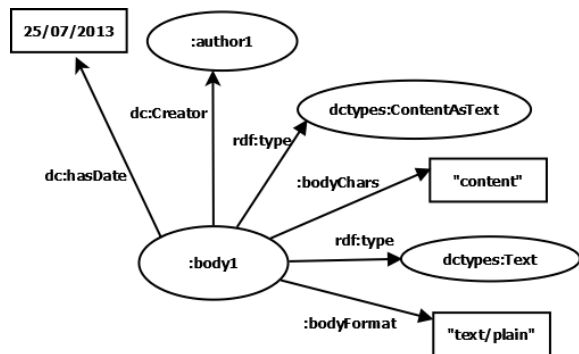 25/07/2013
:author1
dc:Creator
dctypes:ContentAsText
rdf:type
dc:hasDate
:bodyChars
"content"
rdf:type
:body1
dctypes:Text
:bodyFormat
"text/plain"